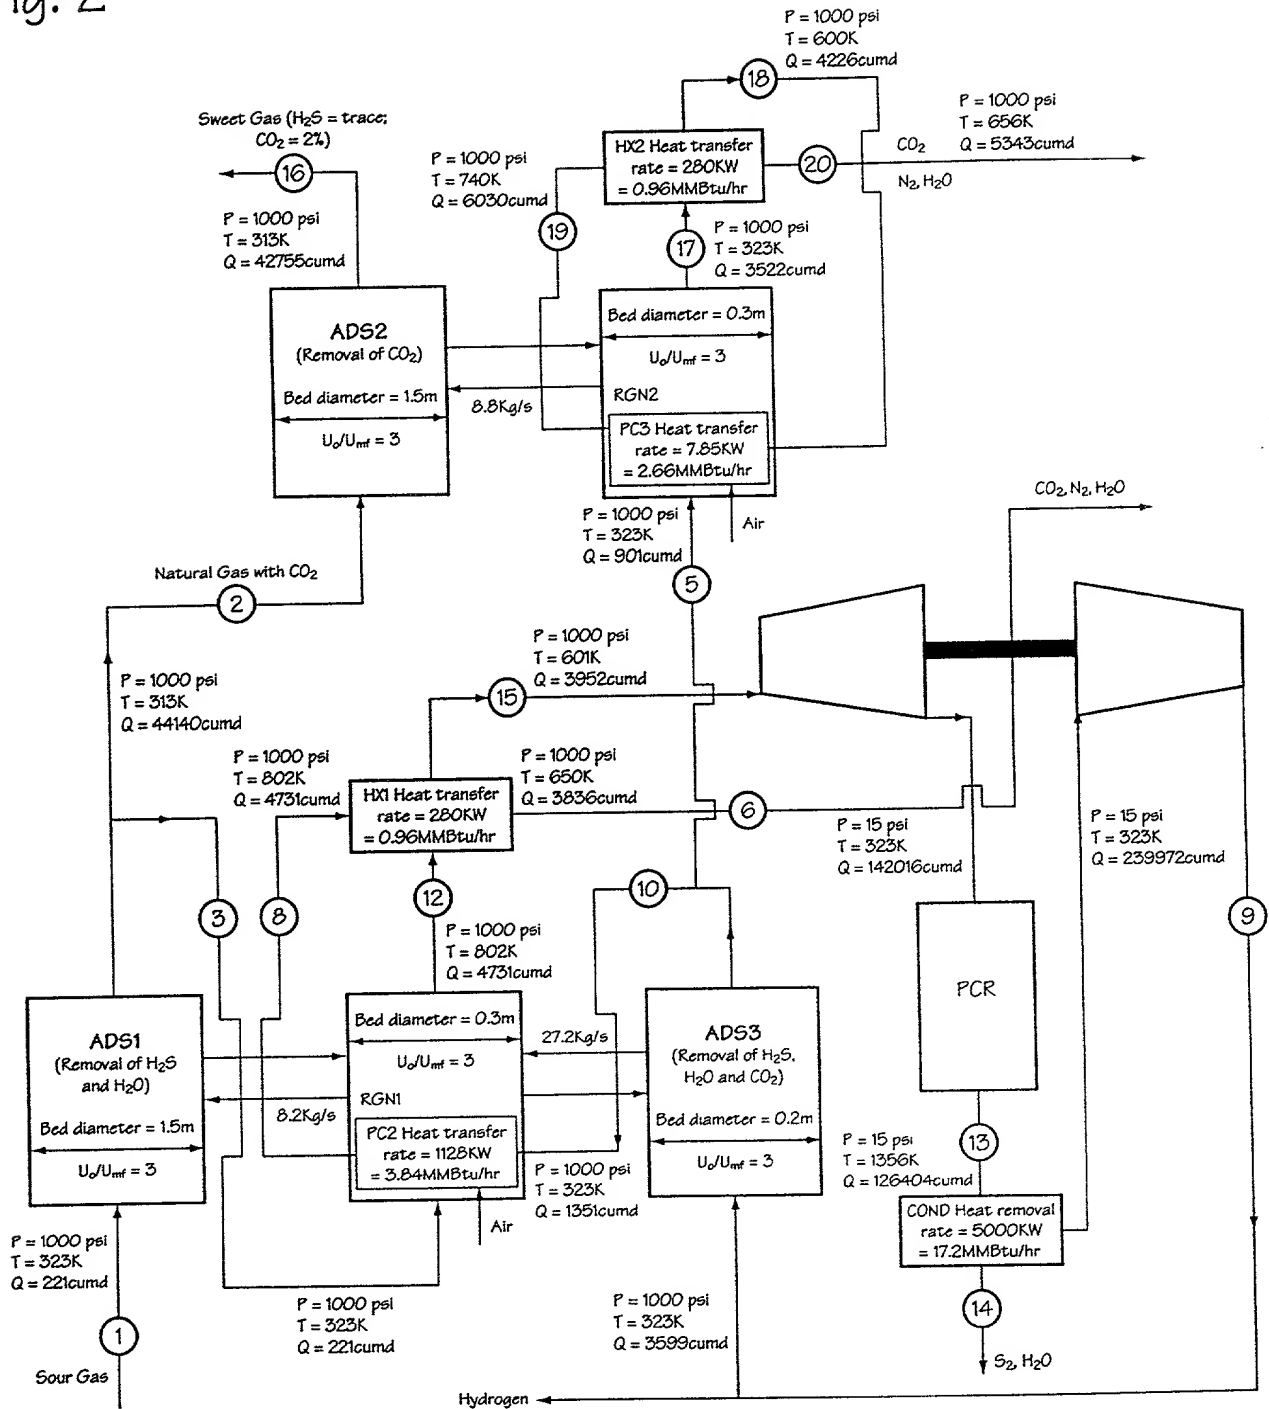 Fig. 2
P = 1000 psi
T = 600K
Q = 4226cumd
18
Sweet Gas (H₂S = trace;
CO₂ = 2%)
16
P = 1000 psi
T = 313K
Q = 42755cumd
P = 1000 psi
T = 740K
Q = 6030cumd
19
HX2 Heat transfer
rate = 280KW
= 0.96MMBtu/hr
20
CO₂
N₂, H₂O
P = 1000 psi
T = 656K
Q = 5343cumd
17
P = 1000 psi
T = 323K
Q = 3522cumd
ADS2
(Removal of CO₂)
Bed diameter = 1.5m
U₀/Uₘf = 3
8.8Kg/s
Bed diameter = 0.3m
U₀/Uₘf = 3
RGN2
PC3 Heat transfer
rate = 7.85KW
= 2.66MMBtu/hr
Air
P = 1000 psi
T = 323K
Q = 901cumd
5
CO₂, N₂, H₂O
Natural Gas with CO₂
2
P = 1000 psi
T = 313K
Q = 44140cumd
P = 1000 psi
T = 601K
Q = 3952cumd
15
P = 1000 psi
T = 802K
Q = 4731cumd
HX1 Heat transfer
rate = 280KW
= 0.96MMBtu/hr
P = 1000 psi
T = 650K
Q = 3836cumd
6
P = 15 psi
T = 323K
Q = 142016cumd
P = 15 psi
T = 323K
Q = 239972cumd
3
8
12
10
9
P = 1000 psi
T = 802K
Q = 4731cumd
PCR
ADS1
(Removal of H₂S
and H₂O)
Bed diameter = 1.5m
U₀/Uₘf = 3
8.2Kg/s
Bed diameter = 0.3m
U₀/Uₘf = 3
RGN1
PC2 Heat transfer
rate = 1128KW
= 3.84MMBtu/hr
Air
27.2Kg/s
ADS3
(Removal of H₂S,
H₂O and CO₂)
Bed diameter = 0.2m
U₀/Uₘf = 3
P = 1000 psi
T = 323K
Q = 1351cumd
13
P = 15 psi
T = 1356K
Q = 126404cumd
COND Heat removal
rate = 5000KW
= 17.2MMBtu/hr
14
S₂, H₂O
P = 1000 psi
T = 323K
Q = 221cumd
1
Sour Gas
P = 1000 psi
T = 323K
Q = 221cumd
P = 1000 psi
T = 323K
Q = 3599cumd
Hydrogen